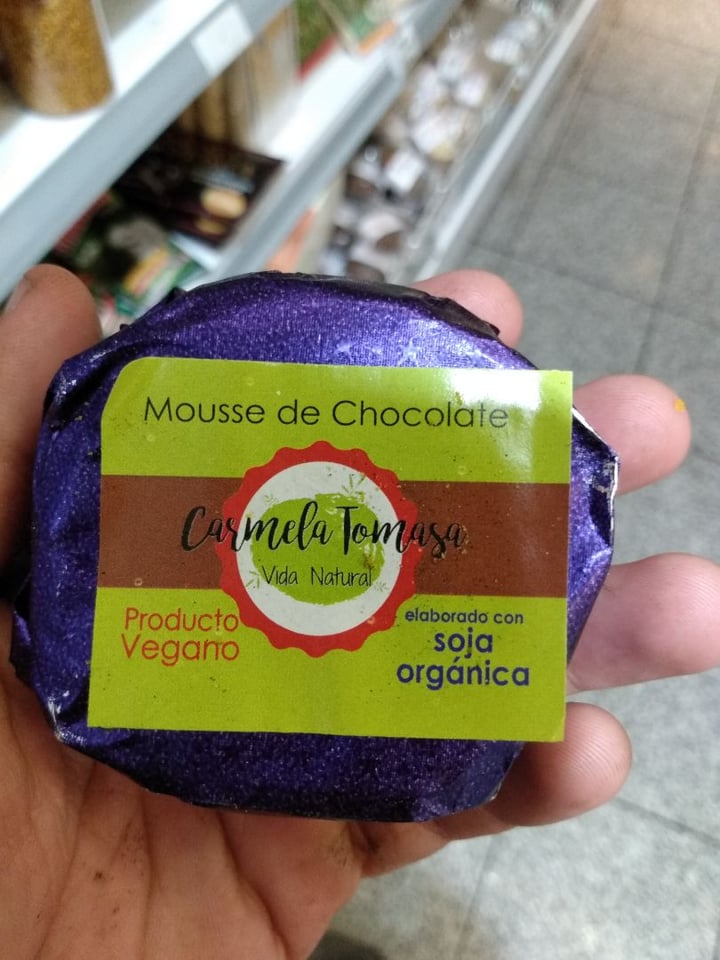 Mousse de Chocolate
Carmela Tomasa
Vida Natural
Producto
Vegano
elaborado con
soja
orgánica